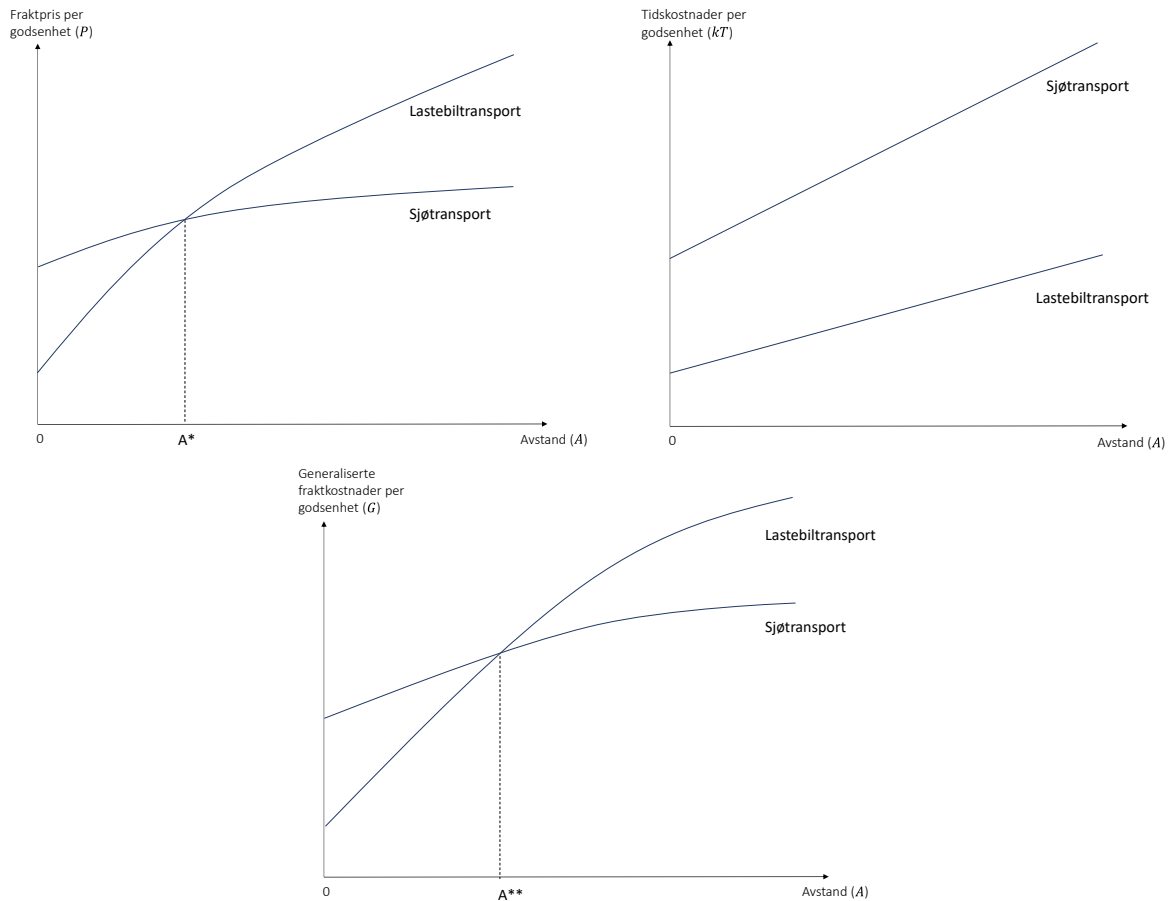 Fraktpris per
godsenhet (P)
Lastebiltransport
Sjøtransport
0
A*
Avstand (A)
Tidskostnader per
godsenhet (kT)
Sjøtransport
Lastebiltransport
0
Avstand (A)
Generaliserte
fraktkostnader per
godsenhet (G)
Lastebiltransport
Sjøtransport
0
A**
Avstand (A)